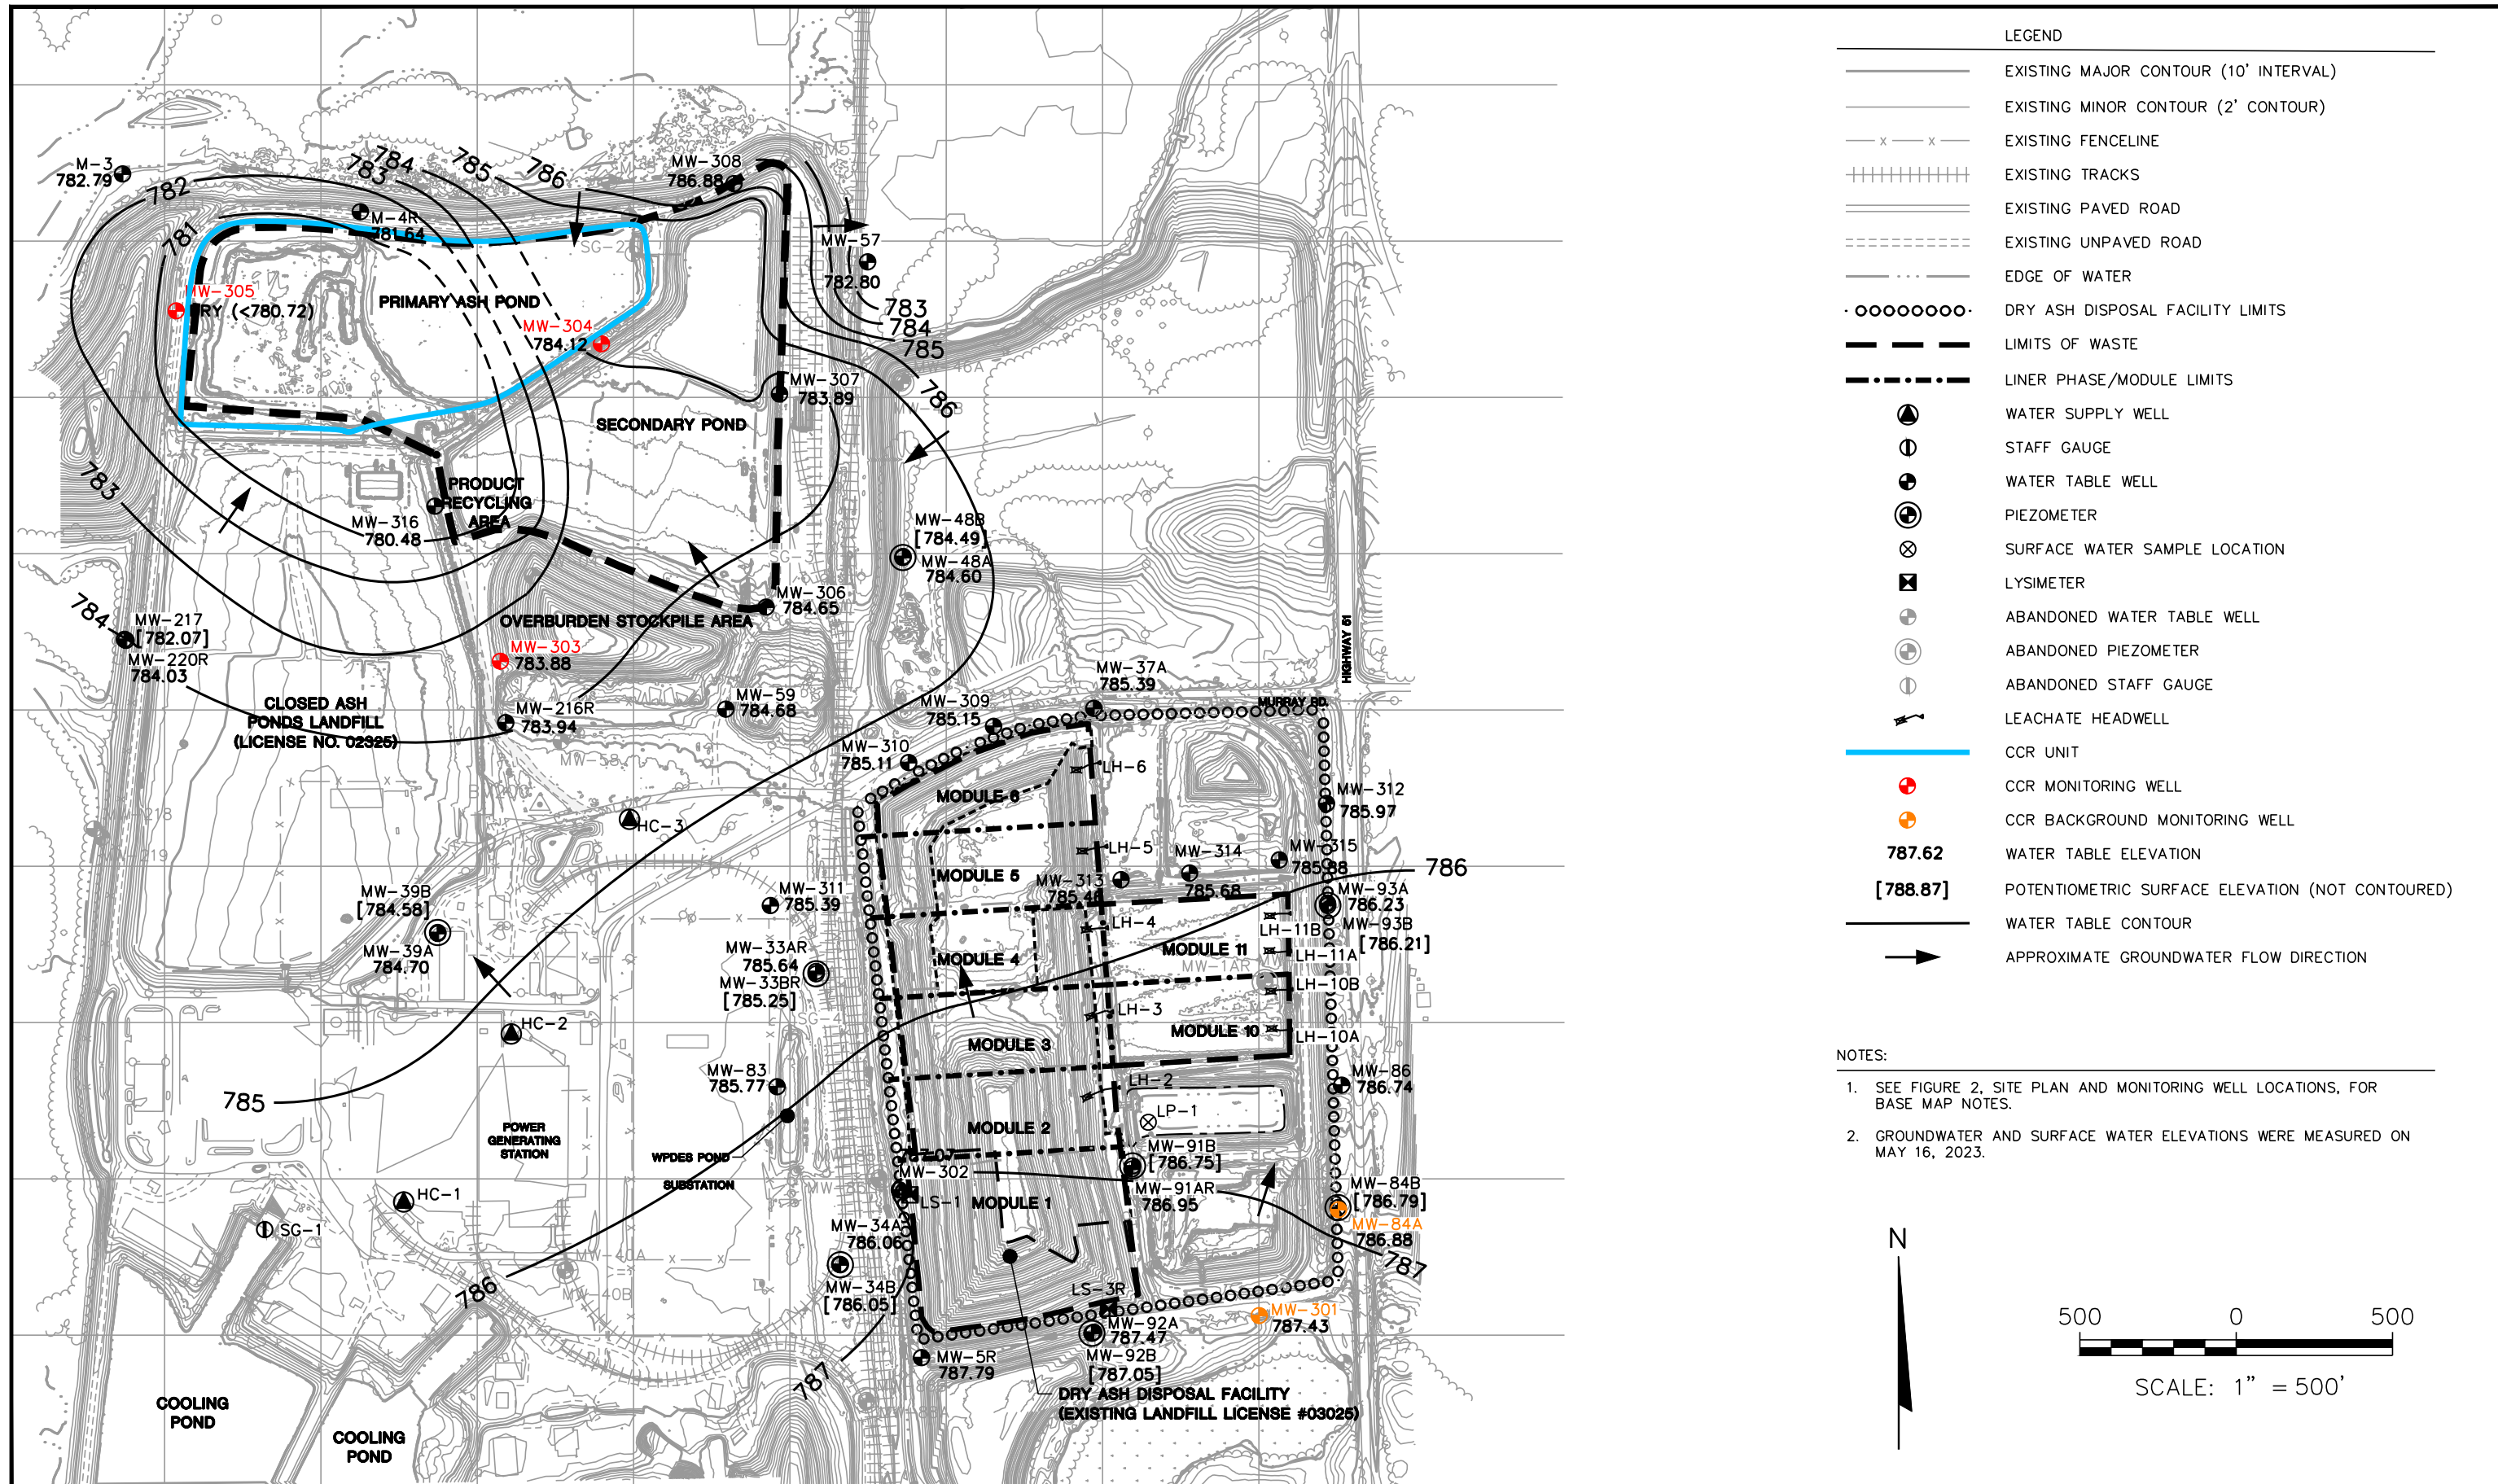 M-3
782.79
782
783
784
785
786
MW-308
786.88
M-4R
781.64
781
SG-2
MW-57
782.80
MW-305
DRY (<780.72)
PRIMARY ASH POND
MW-304
784.12
783
784
785
786
MW-307
783.89
SECONDARY POND
783
PRODUCT
RECYCLING
AREA
MW-316
780.48
MW-48B
[784.49]
MW-48A
784.60
MW-306
784.65
OVERBURDEN STOCKPILE AREA
784
MW-217
[782.07]
MW-220R
784.03
MW-303
783.88
CLOSED ASH
PONDS LANDFILL
(LICENSE NO. 02325)
MW-216R
783.94
MW-59
784.68
MW-309
785.15
MW-37A
785.39
MURRAY RD.
HIGHWAY 51
MW-310
785.11
LH-6
MODULE 6
MW-312
785.97
HC-3
LH-5
MW-314
785.68
MW-315
785.88
MODULE 5
MW-313
785.46
786
MW-39B
[784.58]
MW-39A
784.70
MW-311
785.39
MW-93A
786.23
MW-93B
[786.21]
LH-4
LH-11B
MODULE 11
LH-11A
MW-33AR
785.64
MW-33BR
[785.25]
MODULE 4
MW-1AR
LH-10B
HC-2
SG-4
LH-3
MODULE 10
LH-10A
MODULE 3
MW-83
785.77
LH-2
MW-86
786.74
785
LP-1
POWER
GENERATING
STATION
MODULE 2
WPDES POND
787.07
MW-302
MW-91B
[786.75]
SUBSTATION
MW-91AR
786.95
MW-84B
[786.79]
MW-84A
786.88
HC-1
LS-1
MODULE 1
SG-1
MW-34A
786.06
MW-40A
MW-40B
MW-34B
[786.05]
786
787
LS-3R
MW-301
787.43
MW-92A
787.47
MW-92B
[787.05]
MW-5R
787.79
787
DRY ASH DISPOSAL FACILITY
(EXISTING LANDFILL LICENSE #03025)
COOLING
POND
COOLING
POND
LEGEND
EXISTING MAJOR CONTOUR (10' INTERVAL)
EXISTING MINOR CONTOUR (2' CONTOUR)
EXISTING FENCELINE
EXISTING TRACKS
EXISTING PAVED ROAD
EXISTING UNPAVED ROAD
EDGE OF WATER
DRY ASH DISPOSAL FACILITY LIMITS
LIMITS OF WASTE
LINER PHASE/MODULE LIMITS
WATER SUPPLY WELL
STAFF GAUGE
WATER TABLE WELL
PIEZOMETER
SURFACE WATER SAMPLE LOCATION
LYSIMETER
ABANDONED WATER TABLE WELL
ABANDONED PIEZOMETER
ABANDONED STAFF GAUGE
LEACHATE HEADWELL
CCR UNIT
CCR MONITORING WELL
CCR BACKGROUND MONITORING WELL
787.62 WATER TABLE ELEVATION
[788.87] POTENTIOMETRIC SURFACE ELEVATION (NOT CONTOURED)
WATER TABLE CONTOUR
APPROXIMATE GROUNDWATER FLOW DIRECTION
NOTES:
1. SEE FIGURE 2, SITE PLAN AND MONITORING WELL LOCATIONS, FOR
BASE MAP NOTES.
2. GROUNDWATER AND SURFACE WATER ELEVATIONS WERE MEASURED ON
MAY 16, 2023.
N
500 0 500
SCALE: 1" = 500'